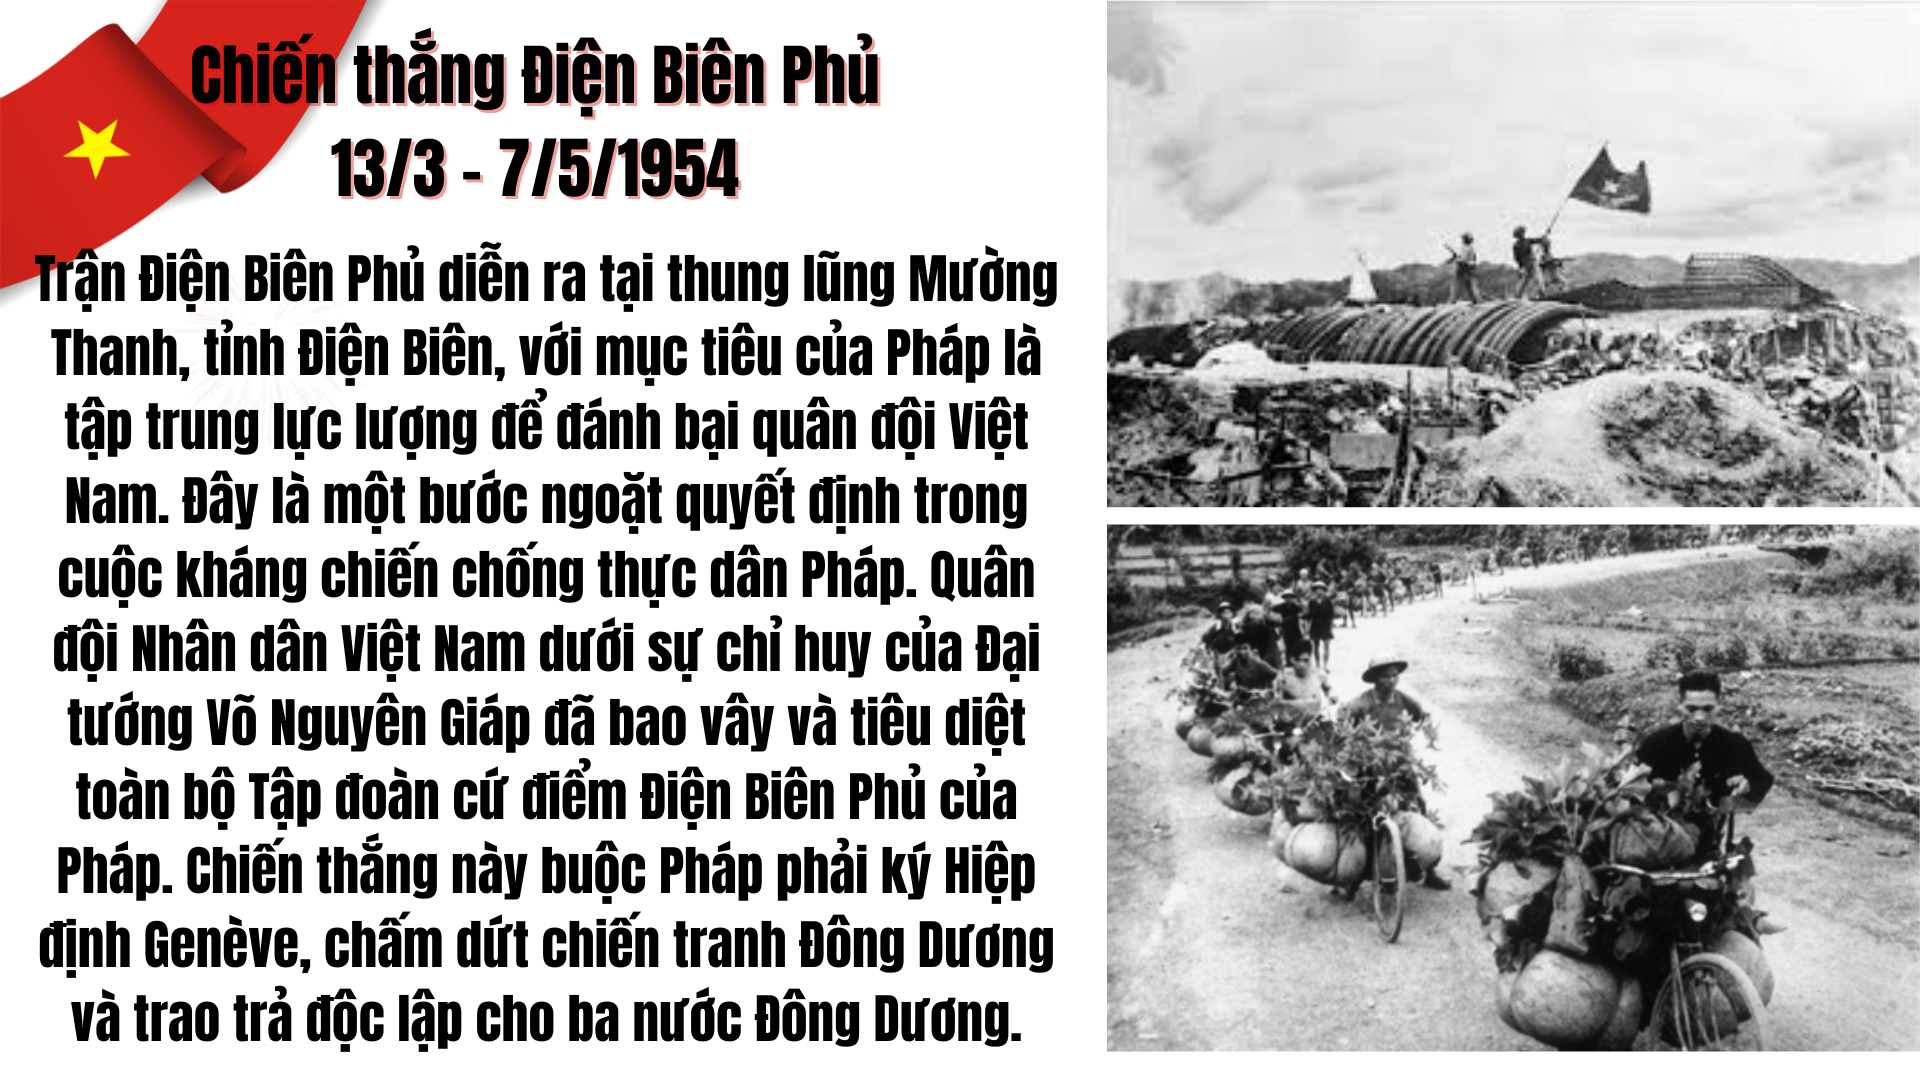 Chiến thắng Điện Biên Phủ
13/3 - 7/5/1954
Trận Điện Biên Phủ diễn ra tại thung lũng Mường
Thanh, tỉnh Điện Biên, với mục tiêu của Pháp là
tập trung lực lượng để đánh bại quân đội Việt
Nam. Đây là một bước ngoặt quyết định trong
cuộc kháng chiến chống thực dân Pháp. Quân
đội Nhân dân Việt Nam dưới sự chỉ huy của Đại
tướng Võ Nguyên Giáp đã bao vây và tiêu diệt
toàn bộ Tập đoàn cứ điểm Điện Biên Phủ của
Pháp. Chiến thắng này buộc Pháp phải ký Hiệp
định Genève, chấm dứt chiến tranh Đông Dương
và trao trả độc lập cho ba nước Đông Dương.